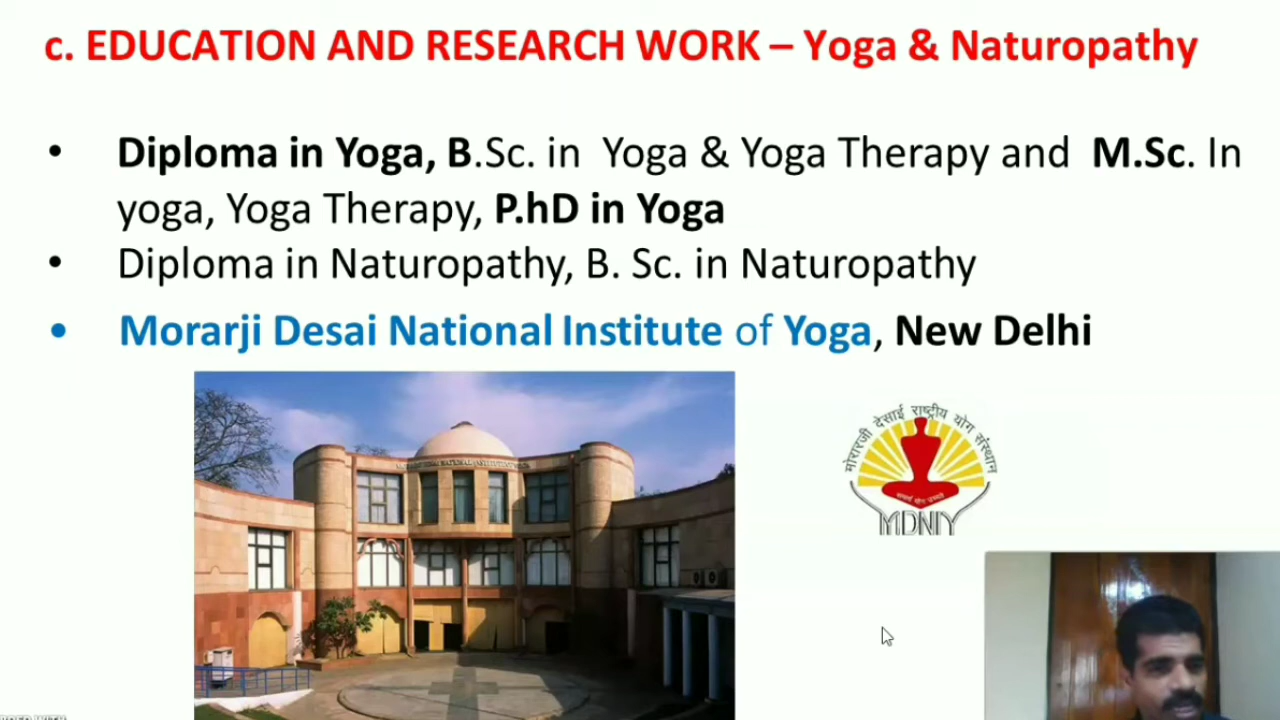 c. EDUCATION AND RESEARCH WORK – Yoga & Naturopathy
• Diploma in Yoga, B.Sc. in Yoga & Yoga Therapy and M.Sc. In
yoga, Yoga Therapy, P.hD in Yoga
• Diploma in Naturopathy, B. Sc. in Naturopathy
• Morarji Desai National Institute of Yoga, New Delhi
मोरारजी देसाई राष्ट्रीय योग संस्थान
MDNIY